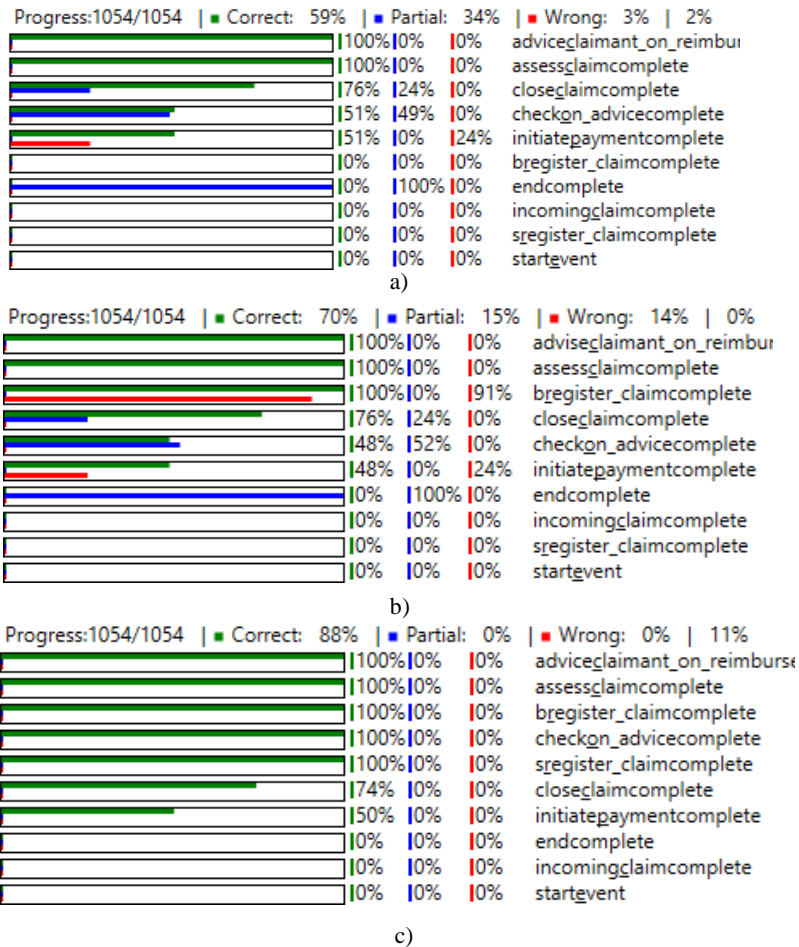 Progress:1054/1054 | ■ Correct: 59% | ■ Partial: 34% | ■ Wrong: 3% | 2%
100% 0% 0% adviceclaimant_on_reimbur
100% 0% 0% assessclaimcomplete
76% 24% 0% closeclaimcomplete
51% 49% 0% checkon_advicecomplete
51% 0% 24% initiatepaymentcomplete
0% 0% 0% bregister_claimcomplete
0% 100% 0% endcomplete
0% 0% 0% incomingclaimcomplete
0% 0% 0% sregister_claimcomplete
0% 0% 0% startevent
a)
Progress:1054/1054 | ■ Correct: 70% | ■ Partial: 15% | ■ Wrong: 14% | 0%
100% 0% 0% adviseclaimant_on_reimbur
100% 0% 0% assessclaimcomplete
100% 0% 91% bregister_claimcomplete
76% 24% 0% closeclaimcomplete
48% 52% 0% checkon_advicecomplete
48% 0% 24% initiatepaymentcomplete
0% 100% 0% endcomplete
0% 0% 0% incomingclaimcomplete
0% 0% 0% sregister_claimcomplete
0% 0% 0% startevent
b)
Progress:1054/1054 | ■ Correct: 88% | ■ Partial: 0% | ■ Wrong: 0% | 11%
100% 0% 0% adviceclaimant_on_reimburse
100% 0% 0% assessclaimcomplete
100% 0% 0% bregister_claimcomplete
100% 0% 0% checkon_advicecomplete
100% 0% 0% sregister_claimcomplete
74% 0% 0% closeclaimcomplete
50% 0% 0% initiatepaymentcomplete
0% 0% 0% endcomplete
0% 0% 0% incomingclaimcomplete
0% 0% 0% startevent
c)